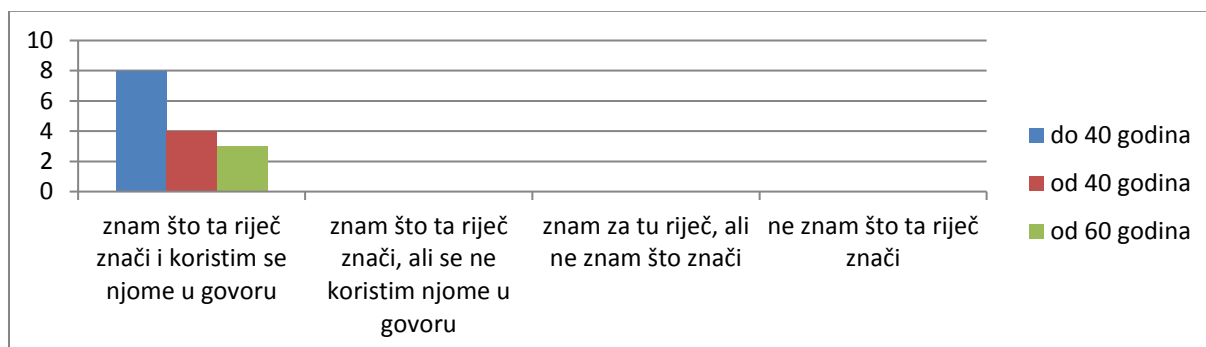 10
8
6
4
2
0
znam što ta riječ
znači i koristim se
njome u govoru
znam što ta riječ
znači, ali se ne
koristim njome u
govoru
znam za tu riječ, ali
ne znam što znači
ne znam što ta riječ
znači
do 40 godina
od 40 godina
od 60 godina